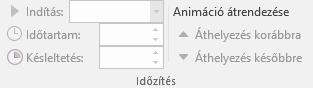 Indítás:
Időtartam:
Késleltetés:
Animáció átrendezése
Áthelyezés korábbra
Áthelyezés későbbre
Időzítés